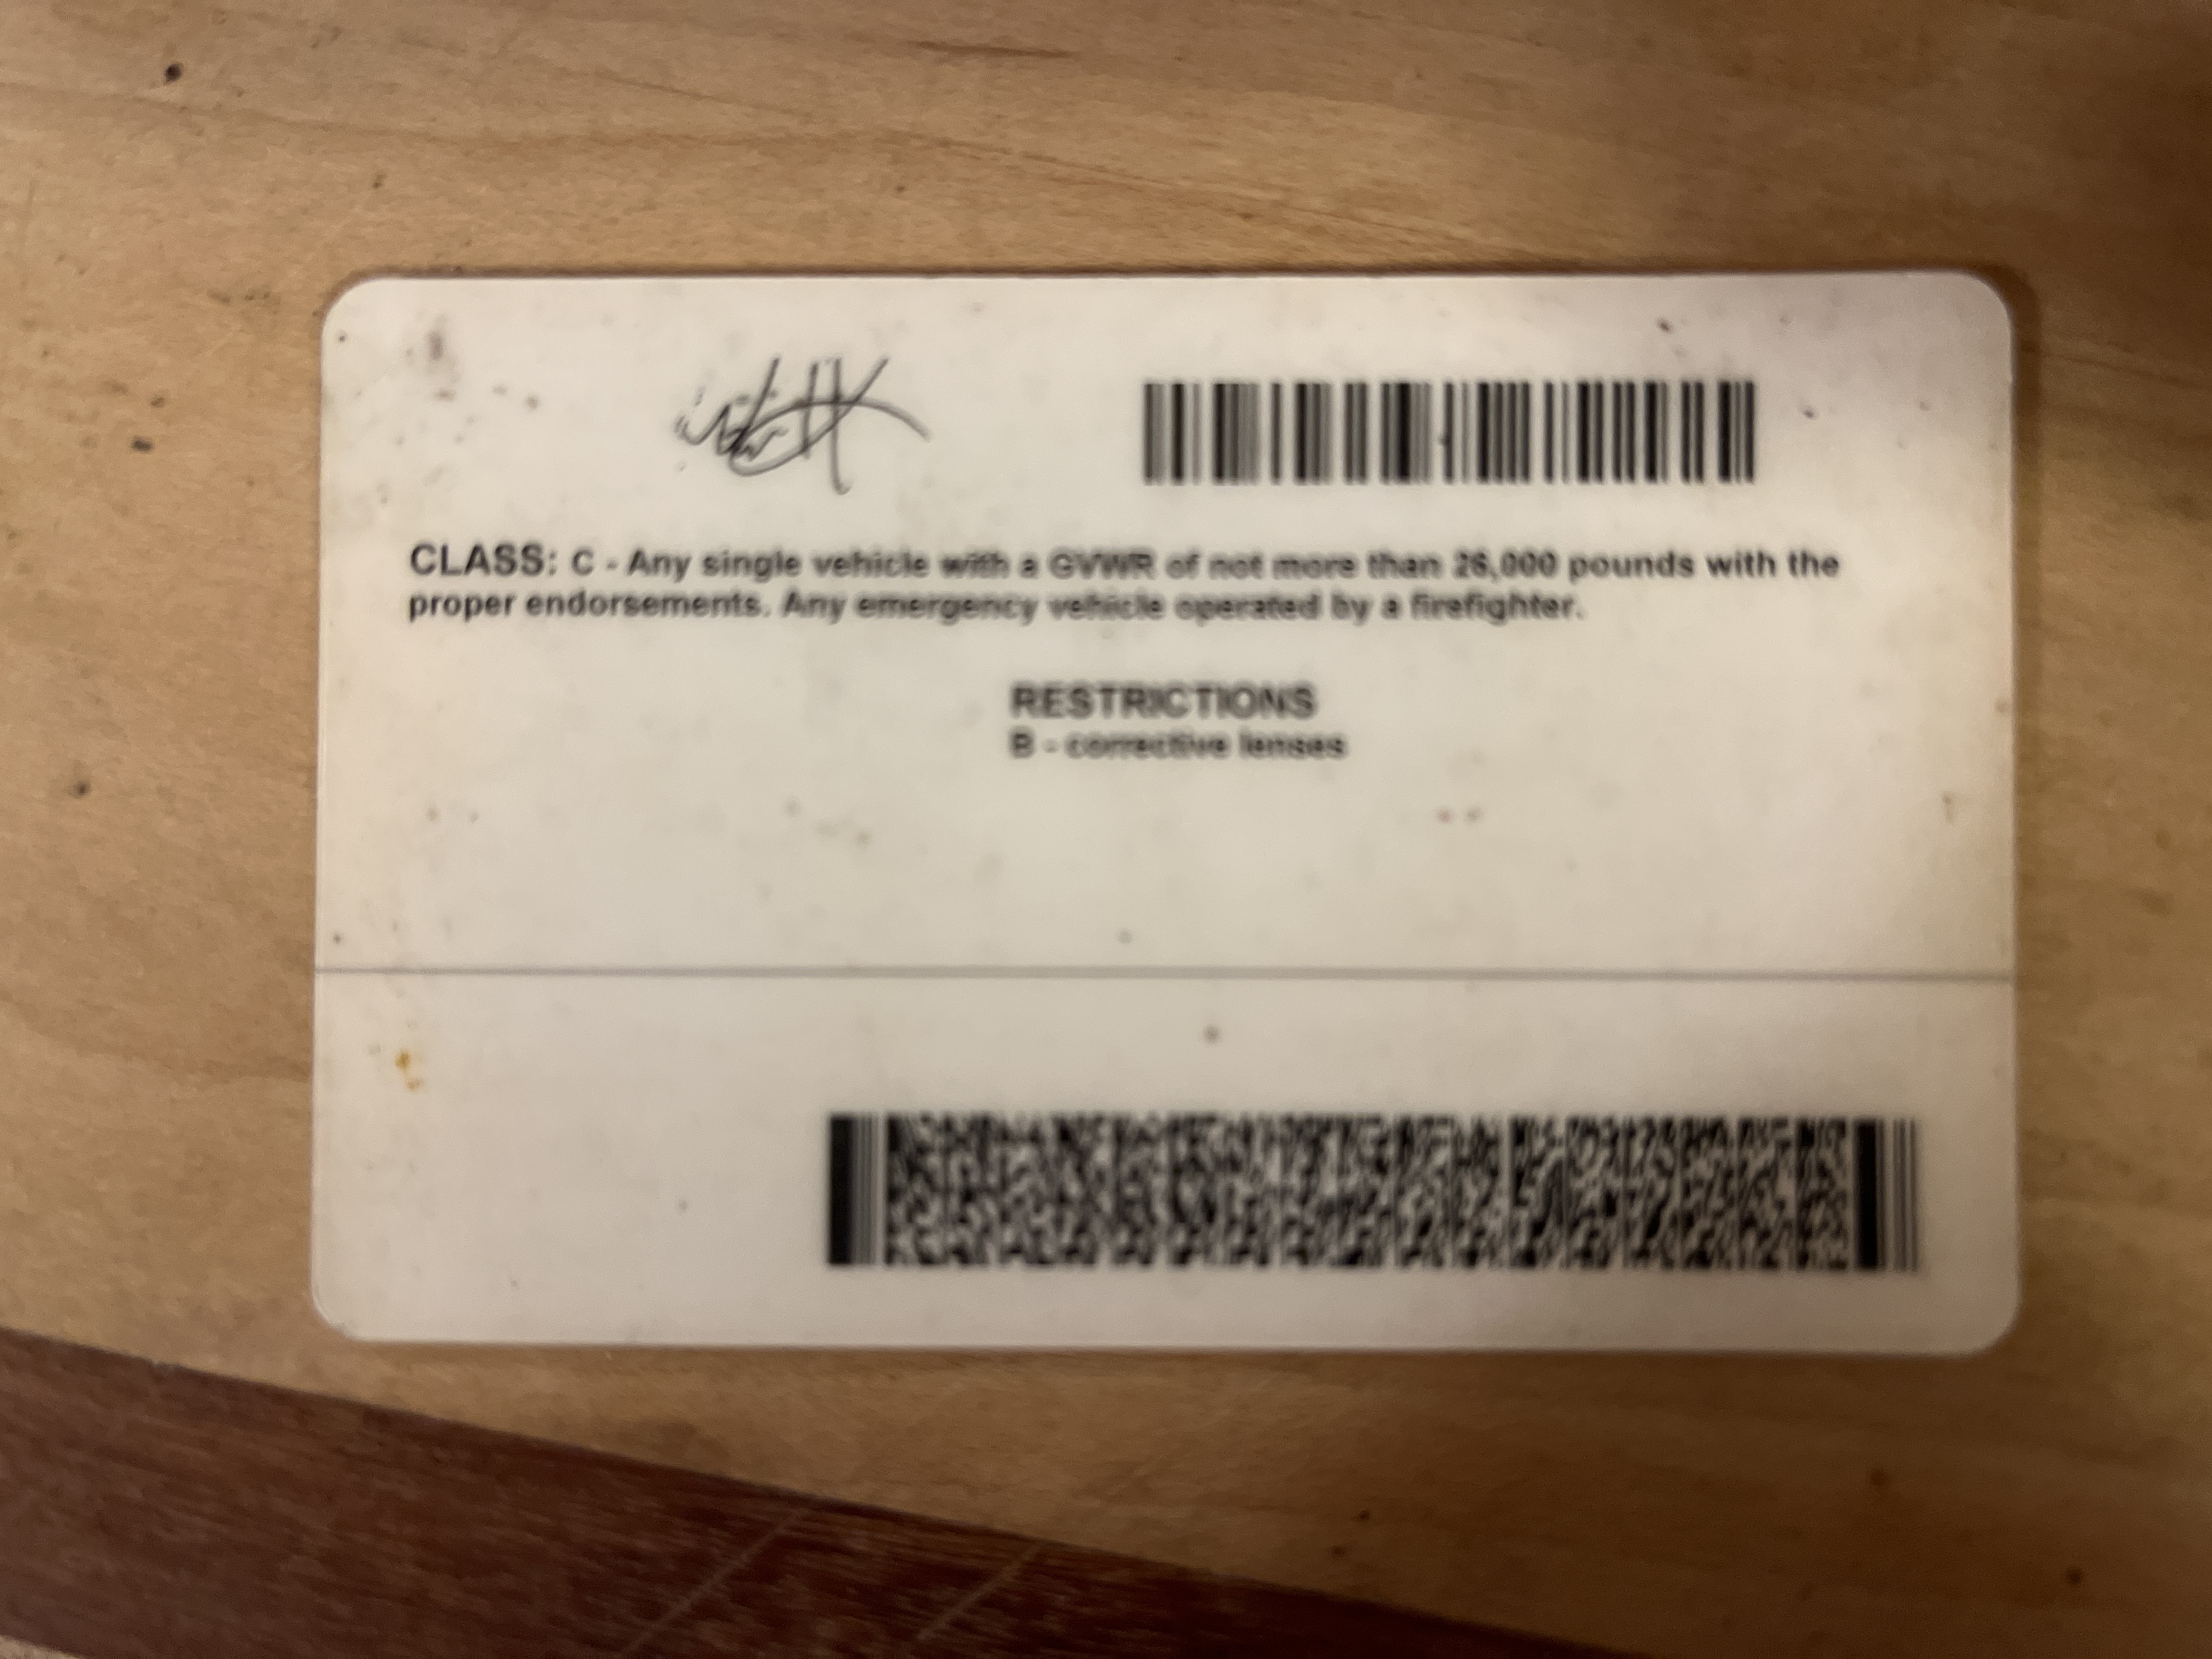 CLASS: C - Any single vehicle with a GVWR of not more than 26,000 pounds with the
proper endorsements. Any emergency vehicle operated by a firefighter.
RESTRICTIONS
B - corrective lenses